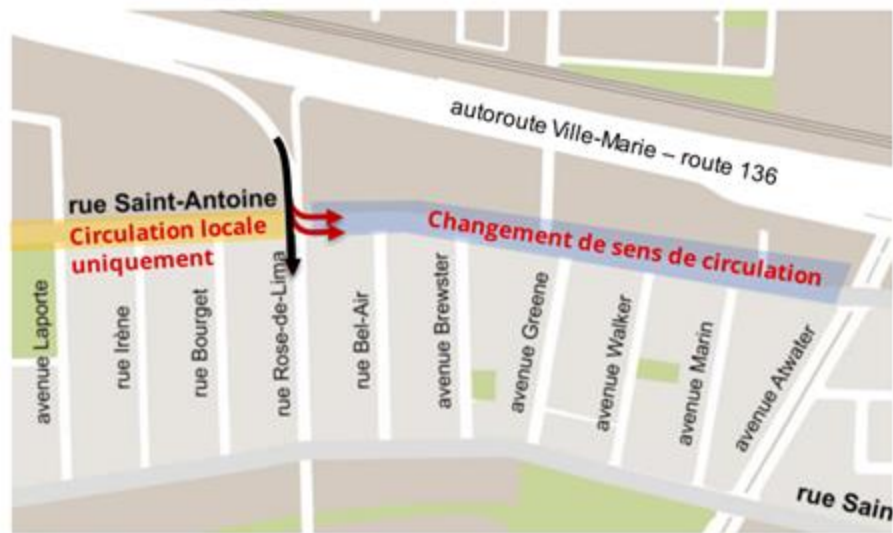 autoroute Ville-Marie – route 136
rue Saint-Antoine
Circulation locale
uniquement
Changement de sens de circulation
avenue Laporte
rue Irène
rue Bourget
rue Rose-de-Lima
rue Bel-Air
avenue Brewster
avenue Greene
avenue Walker
avenue Marin
avenue Atwater
rue Sain